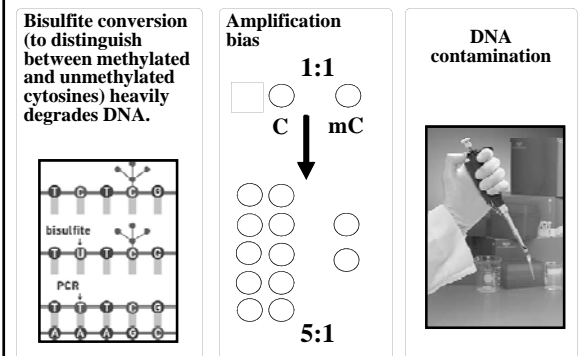 Bisulfite conversion
(to distinguish
between methylated
and unmethylated
cytosines) heavily
degrades DNA.
T C T C G
bisulfite
T U T C G
PCR
T T T C G
A A A G C
Amplification
bias
1:1
C mC
5:1
DNA
contamination